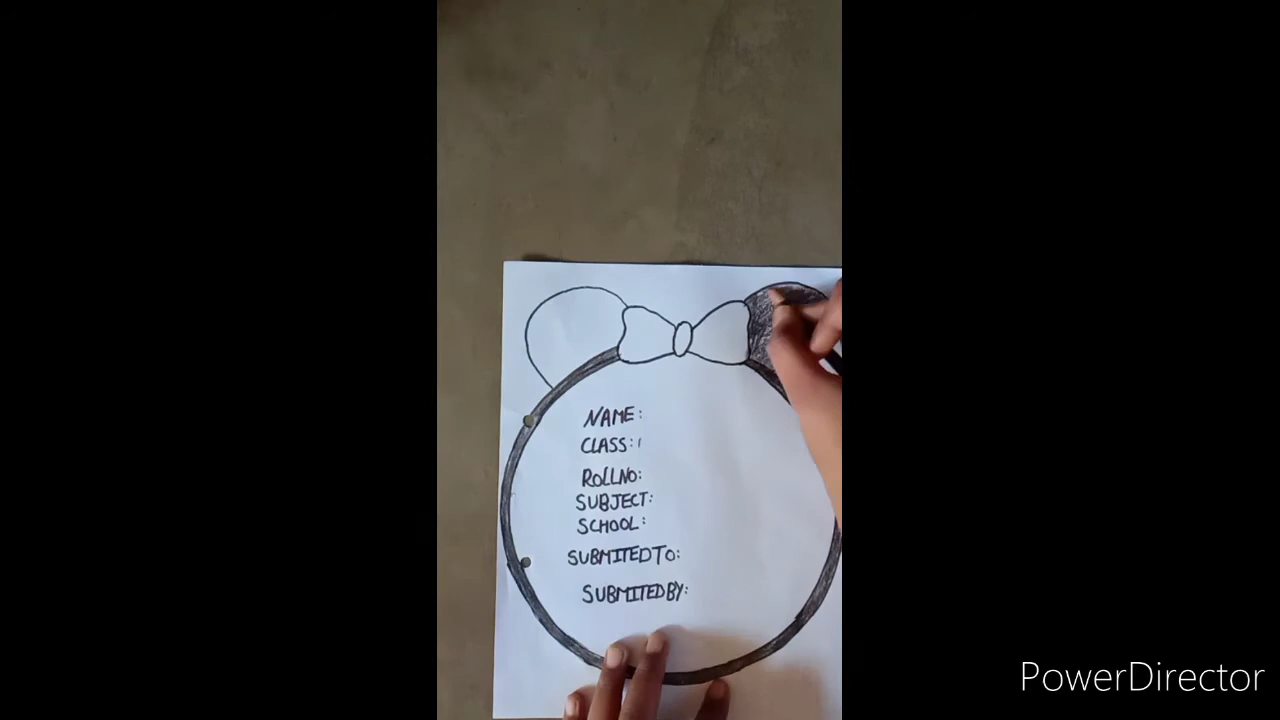 NAME:
CLASS:
ROLLNO:
SUBJECT:
SCHOOL:
SUBMITEDTO:
SUBMITEDBY:
PowerDirector